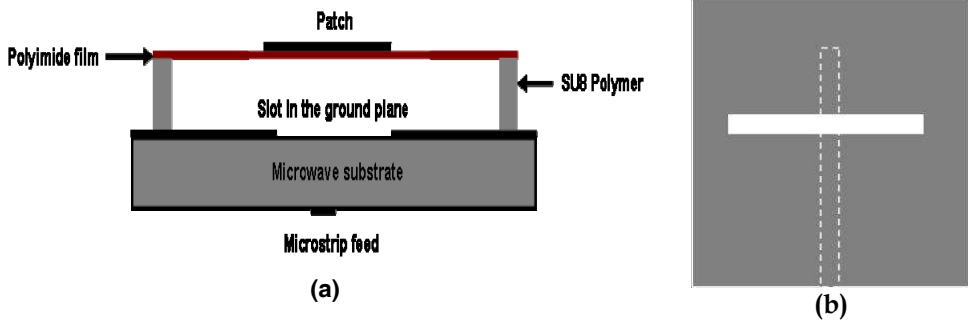 Patch
Polyimide film
SU8 Polymer
Slot in the ground plane
Microwave substrate
Microstrip feed
(a)
(b)